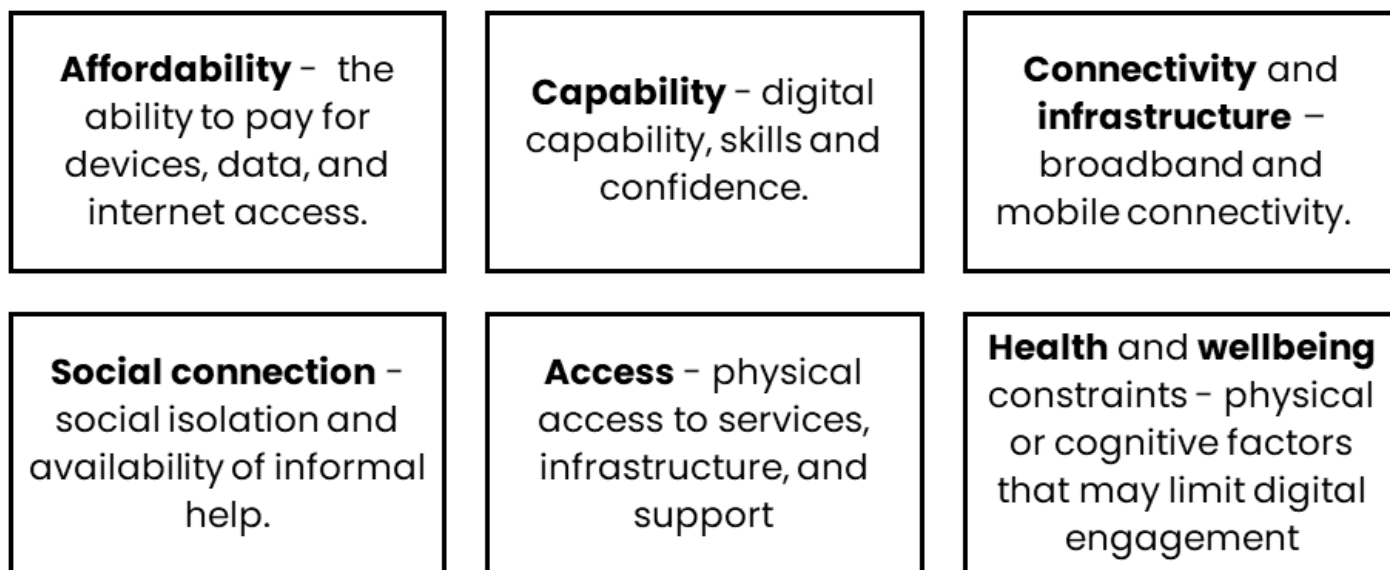 Affordability - the
ability to pay for
devices, data, and
internet access.
Capability - digital
capability, skills and
confidence.
Connectivity and
infrastructure –
broadband and
mobile connectivity.
Social connection -
social isolation and
availability of informal
help.
Access - physical
access to services,
infrastructure, and
support
Health and wellbeing
constraints - physical
or cognitive factors
that may limit digital
engagement